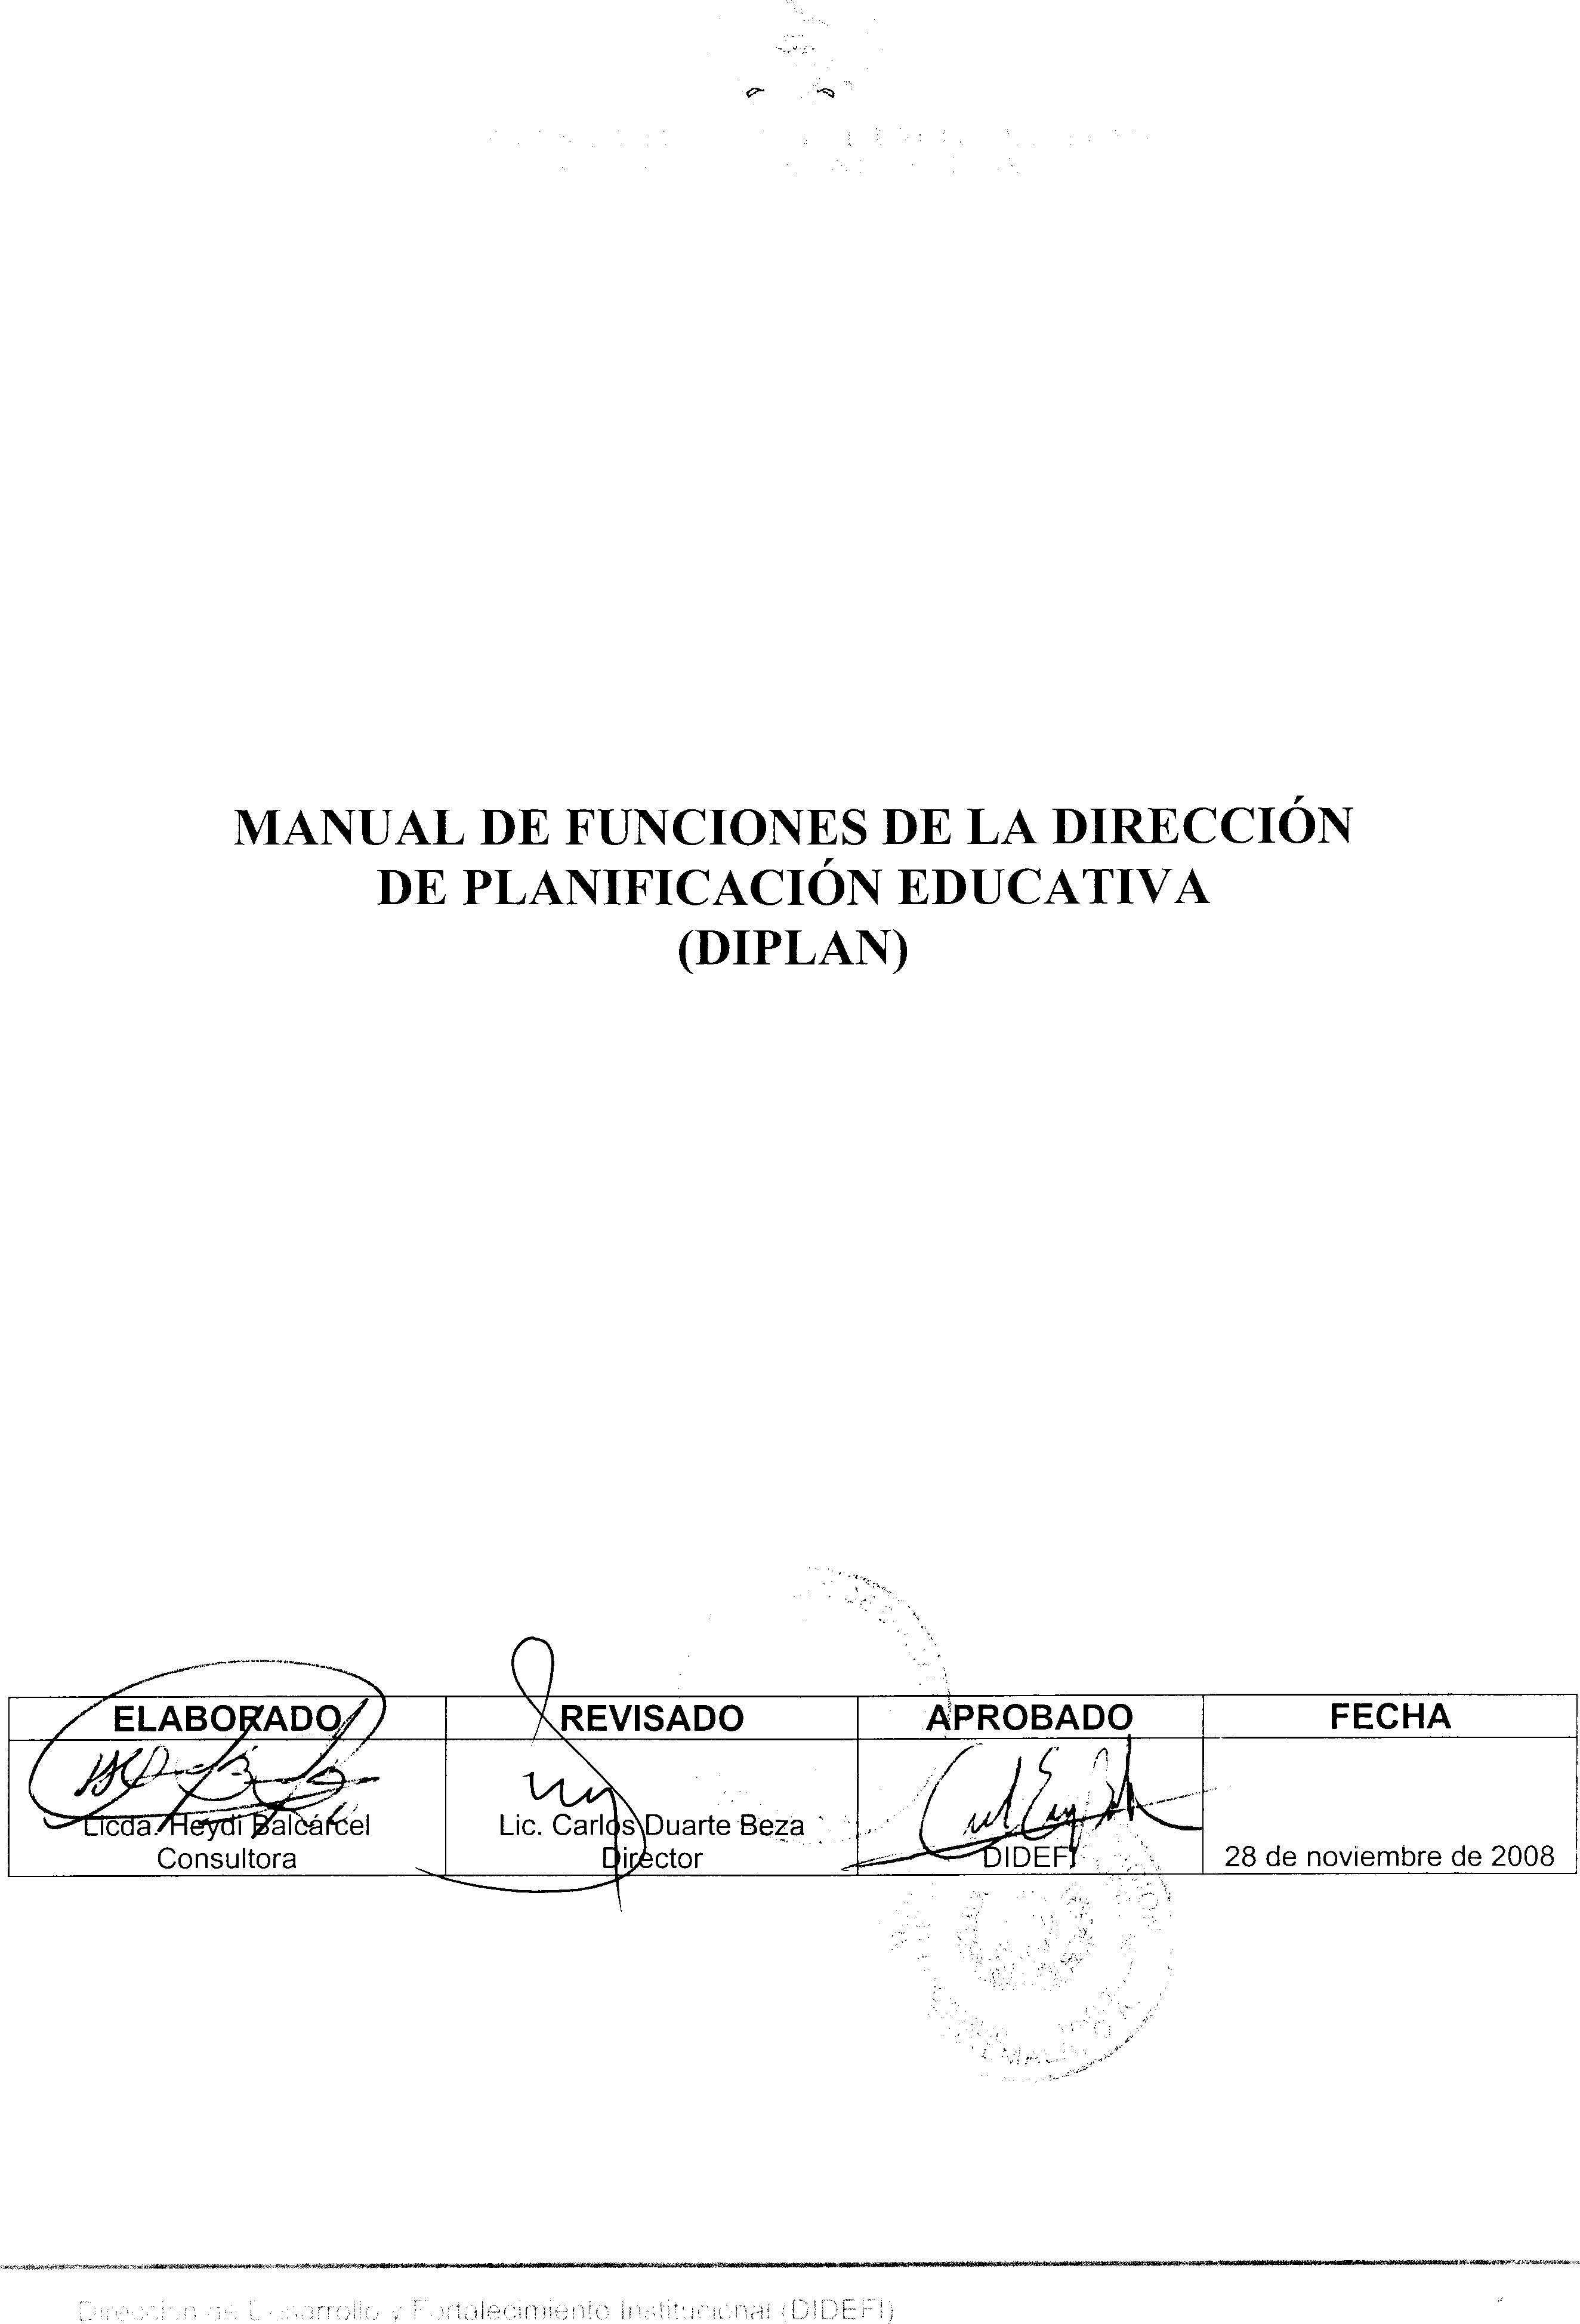 MANUAL DE FUNCIONES DE LA DIRECCIÓN
DE PLANIFICACIÓN EDUCATIVA
(DIPLAN)
ELABORADO REVISADO APROBADO FECHA
Licda. Heydi Balcárcel Lic. Carlos Duarte Beza
Consultora Director DIDEFI 28 de noviembre de 2008
Dirección de Desarrollo y Fortalecimiento Institucional (DIDEFI)